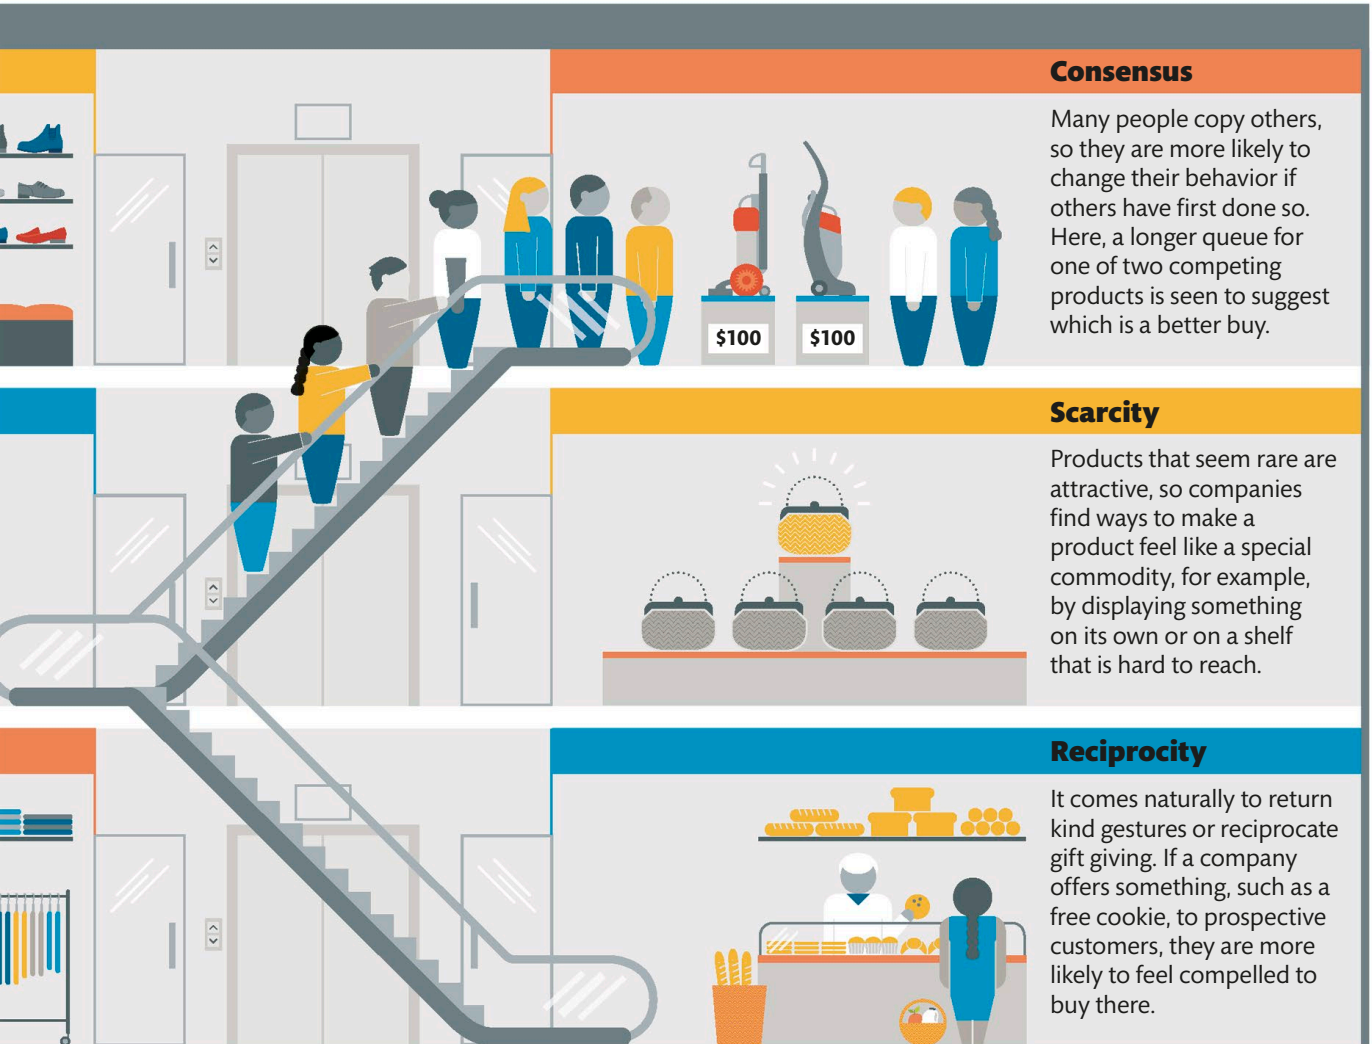 Consensus
Many people copy others,
so they are more likely to
change their behavior if
others have first done so.
Here, a longer queue for
one of two competing
products is seen to suggest
which is a better buy.
$100
$100
Scarcity
Products that seem rare are
attractive, so companies
find ways to make a
product feel like a special
commodity, for example,
by displaying something
on its own or on a shelf
that is hard to reach.
Reciprocity
It comes naturally to return
kind gestures or reciprocate
gift giving. If a company
offers something, such as a
free cookie, to prospective
customers, they are more
likely to feel compelled to
buy there.